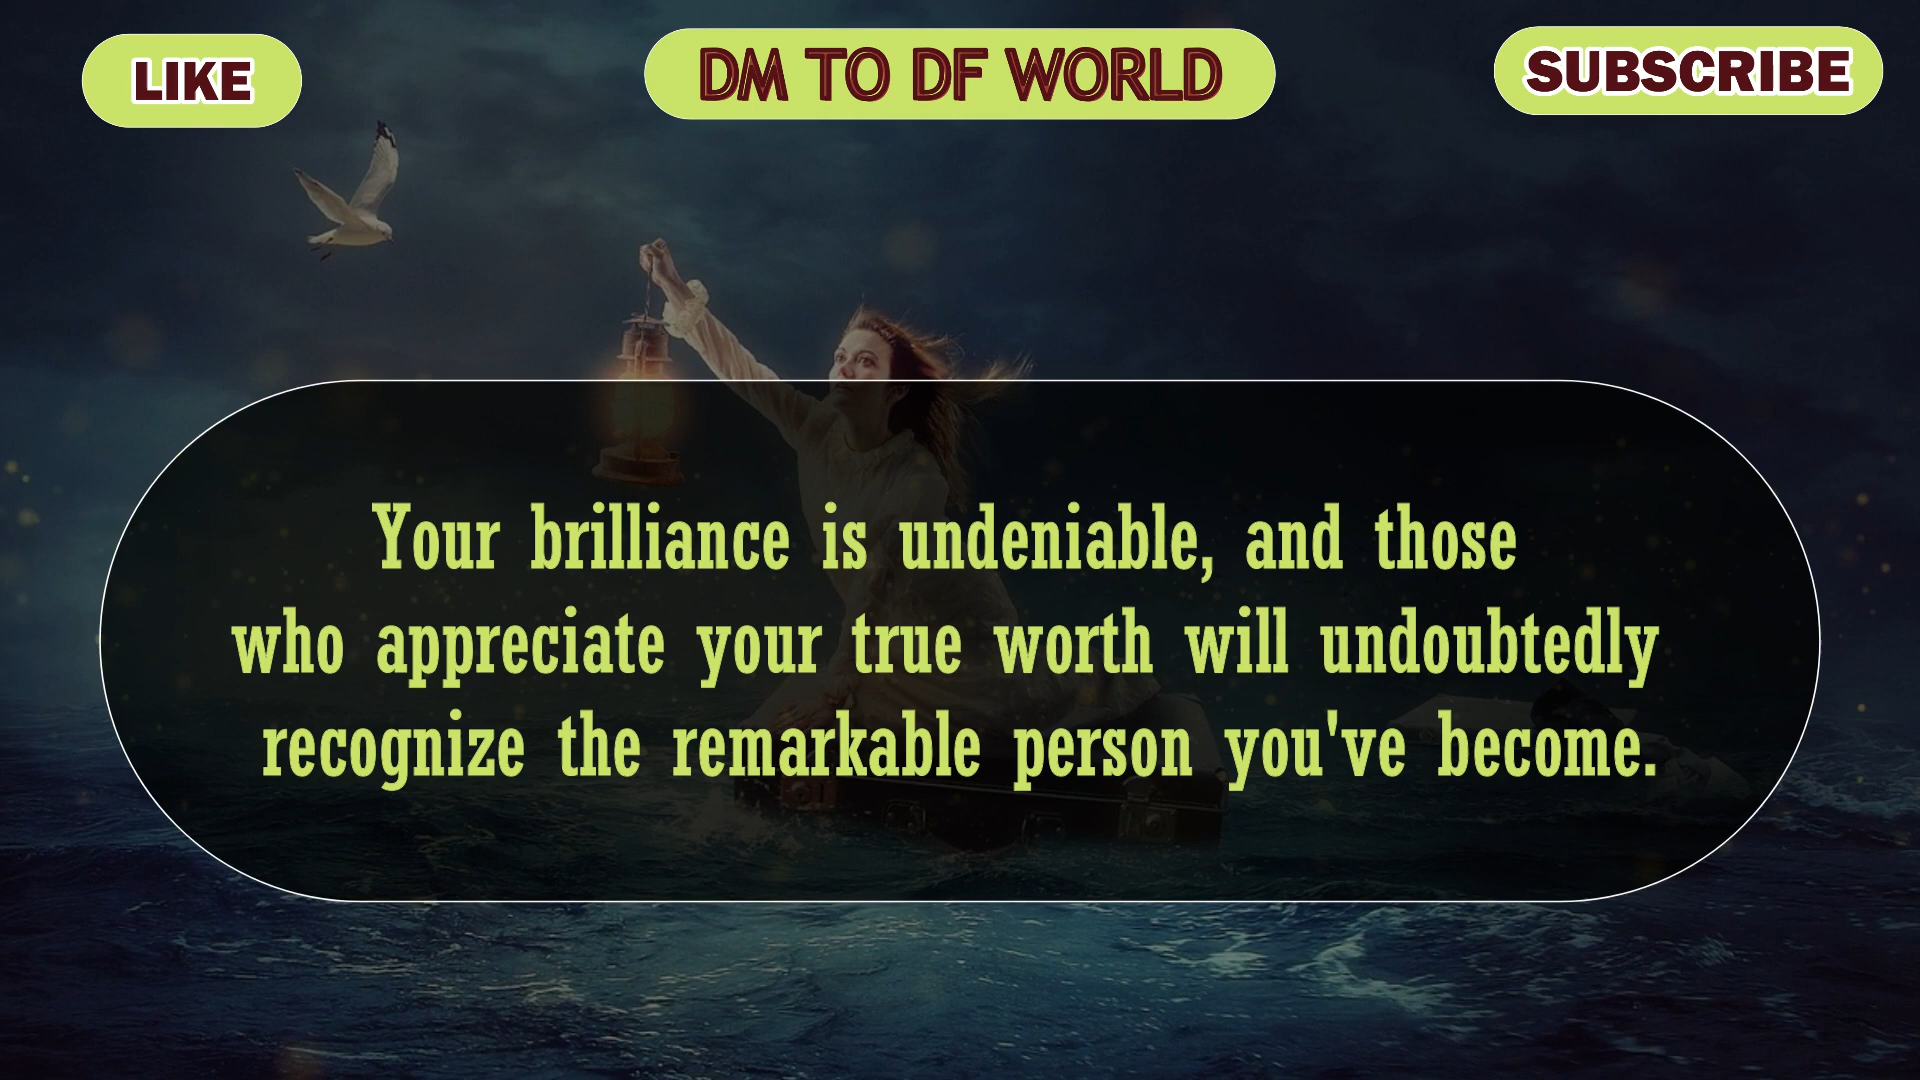 LIKE
DM TO DF WORLD
SUBSCRIBE
Your brilliance is undeniable, and those
who appreciate your true worth will undoubtedly
recognize the remarkable person you've become.